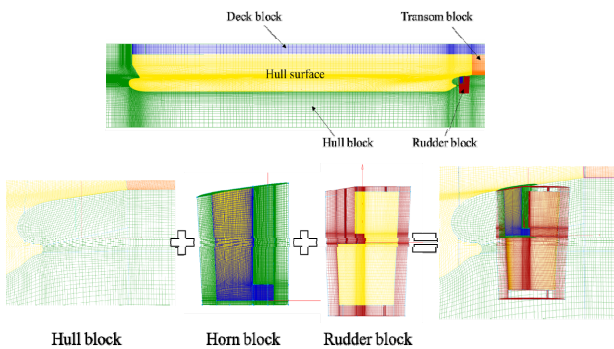 Deck block
Transom block
Hull surface
Hull block
Rudder block
Hull block
Horn block
Rudder block